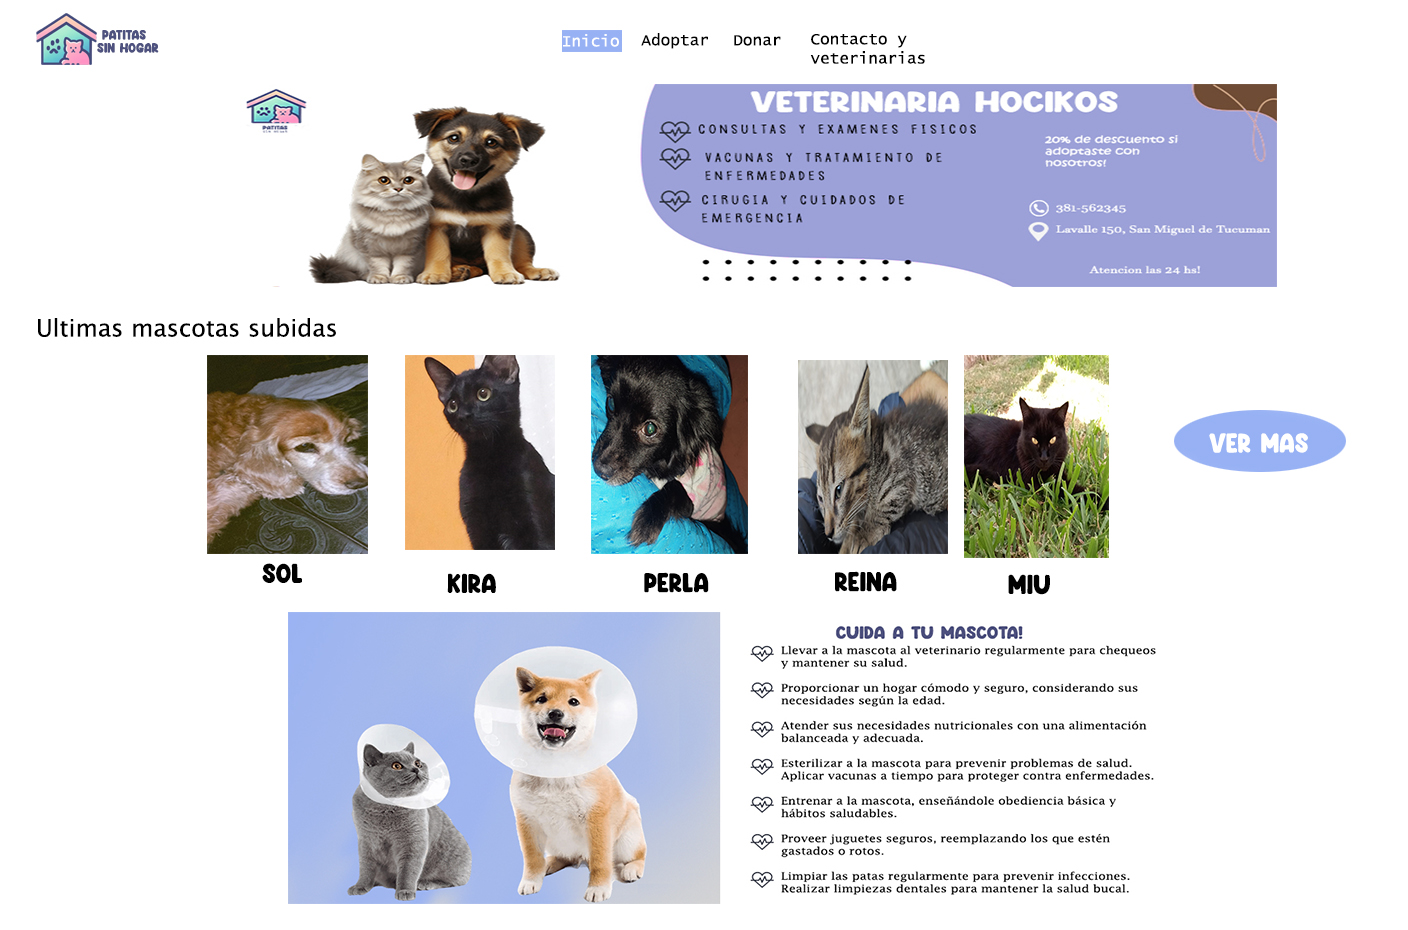 PATITAS
SIN HOGAR
Inicio
Adoptar
Donar
Contacto y
veterinarias
PATITAS
VETERINARIA HOCIKOS
CONSULTAS Y EXAMENES FISICOS
VACUNAS Y TRATAMIENTO DE
ENFERMEDADES
CIRUGIA Y CUIDADOS DE
EMERGENCIA
20% de descuento si
adoptaste con
nosotros!
381-562345
Lavalle 150, San Miguel de Tucuman
Atencion las 24 hs!
Ultimas mascotas subidas
SOL
KIRA
PERLA
REINA
MIU
VER MAS
CUIDA A TU MASCOTA!
Llevar a la mascota al veterinario regularmente para chequeos
y mantener su salud.
Proporcionar un hogar cómodo y seguro, considerando sus
necesidades según la edad.
Atender sus necesidades nutricionales con una alimentación
balanceada y adecuada.
Esterilizar a la mascota para prevenir problemas de salud.
Aplicar vacunas a tiempo para proteger contra enfermedades.
Entrenar a la mascota, enseñándole obediencia básica y
hábitos saludables.
Proveer juguetes seguros, reemplazando los que estén
gastados o rotos.
Limpiar las patas regularmente para prevenir infecciones.
Realizar limpiezas dentales para mantener la salud bucal.